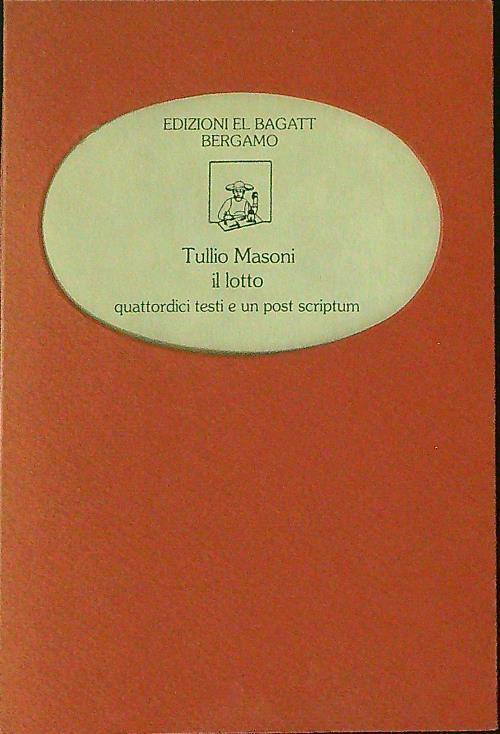 EDIZIONI EL BAGATT
BERGAMO
Tullio Masoni
il lotto
quattordici testi e un post scriptum